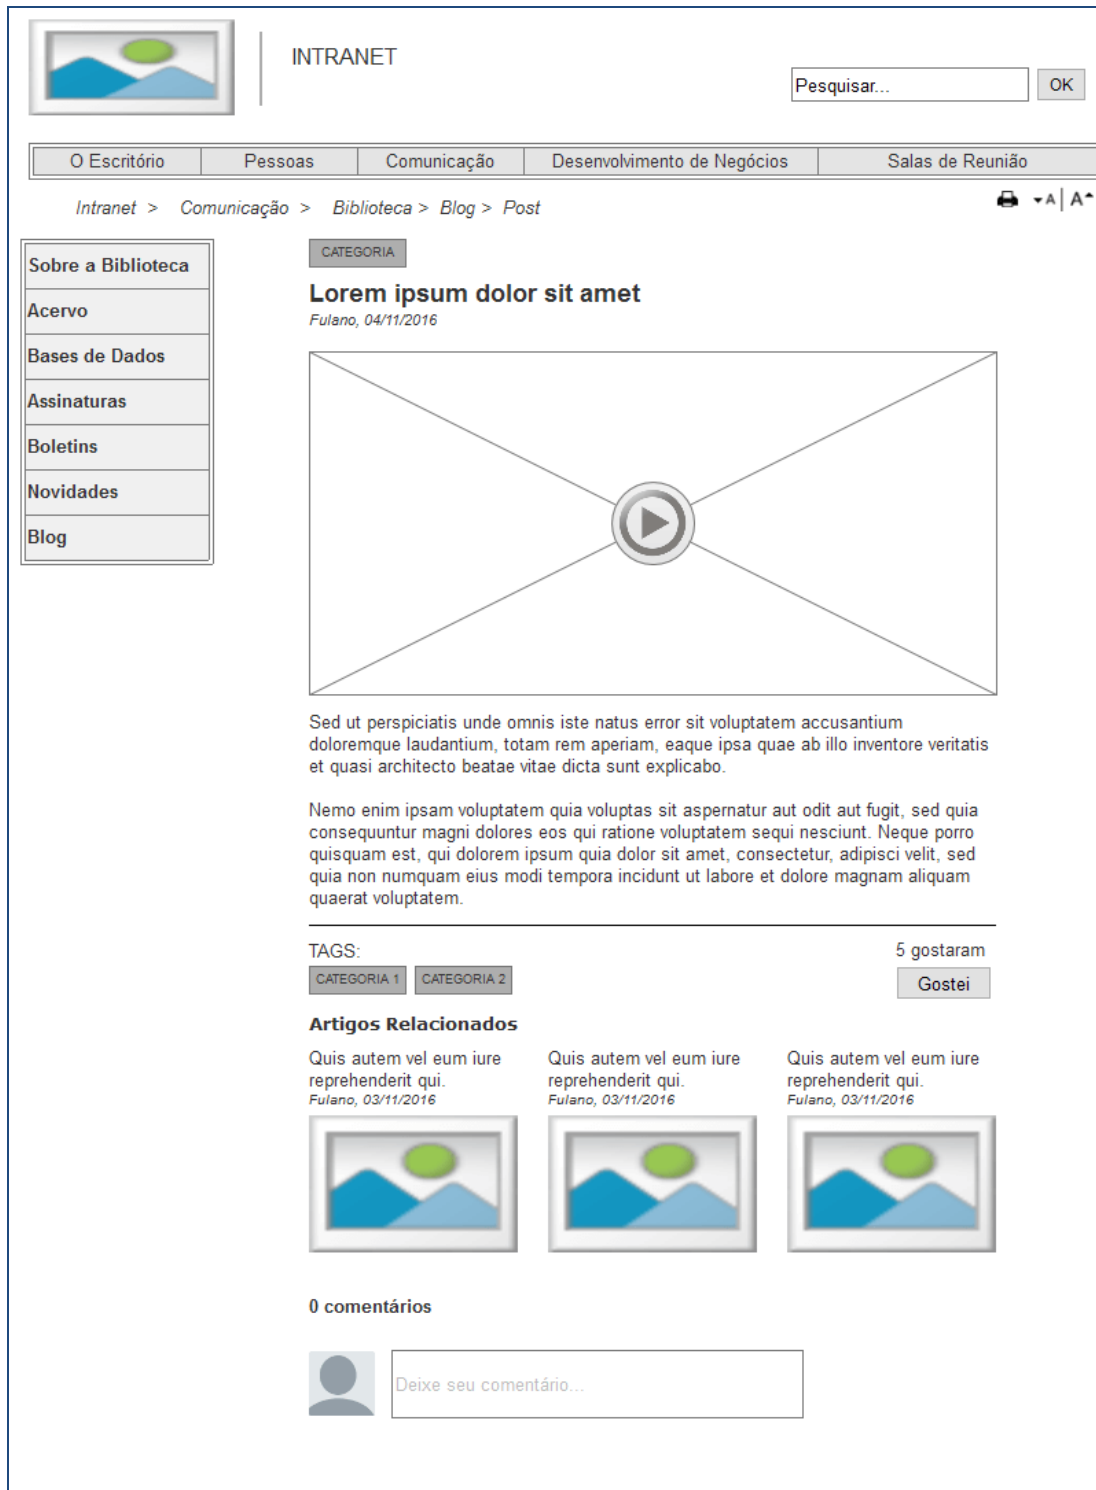 INTRANET
Pesquisar...
OK
O Escritório
Pessoas
Comunicação
Desenvolvimento de Negócios
Salas de Reunião
Intranet > Comunicação > Biblioteca > Blog > Post
A A
Sobre a Biblioteca
Acervo
Bases de Dados
Assinaturas
Boletins
Novidades
Blog
CATEGORIA
Lorem ipsum dolor sit amet
Fulano, 04/11/2016
Sed ut perspiciatis unde omnis iste natus error sit voluptatem accusantium
doloremque laudantium, totam rem aperiam, eaque ipsa quae ab illo inventore veritatis
et quasi architecto beatae vitae dicta sunt explicabo.
Nemo enim ipsam voluptatem quia voluptas sit aspernatur aut odit aut fugit, sed quia
consequuntur magni dolores eos qui ratione voluptatem sequi nesciunt. Neque porro
quisquam est, qui dolorem ipsum quia dolor sit amet, consectetur, adipisci velit, sed
quia non numquam eius modi tempora incidunt ut labore et dolore magnam aliquam
quaerat voluptatem.
TAGS:
5 gostaram
CATEGORIA 1
CATEGORIA 2
Gostei
Artigos Relacionados
Quis autem vel eum iure
reprehenderit qui.
Fulano, 03/11/2016
Quis autem vel eum iure
reprehenderit qui.
Fulano, 03/11/2016
Quis autem vel eum iure
reprehenderit qui.
Fulano, 03/11/2016
0 comentários
Deixe seu comentário...